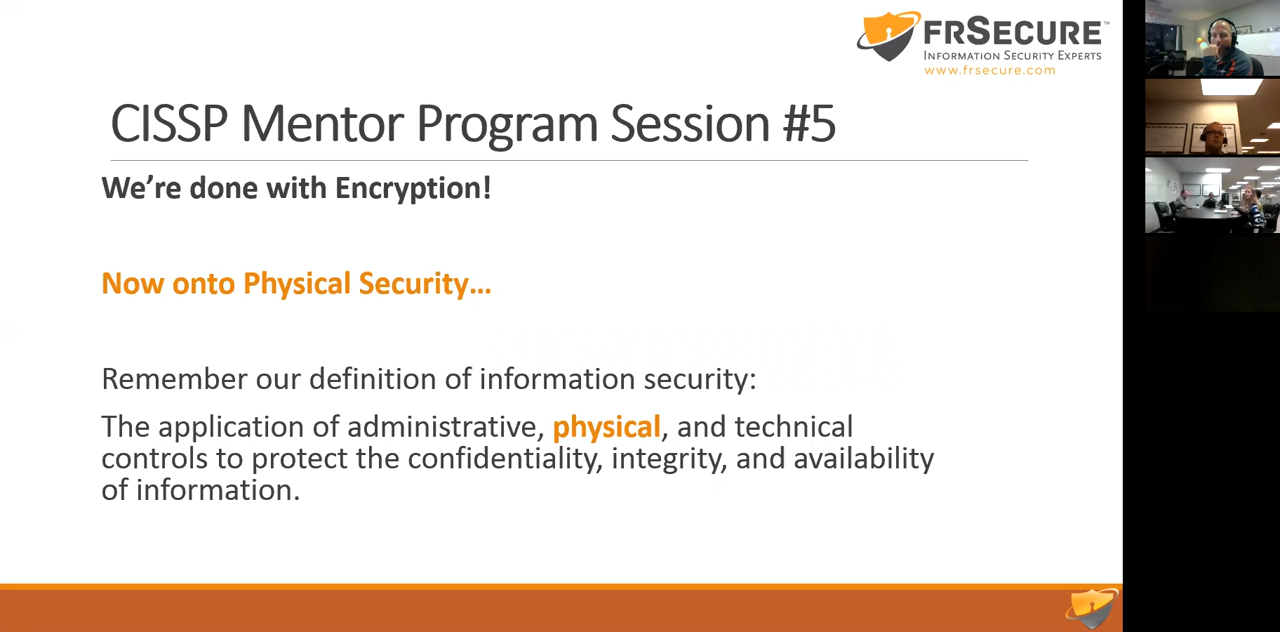 FRSECURE™
INFORMATION SECURITY EXPERTS
www.frsecure.com
CISSP Mentor Program Session #5
We’re done with Encryption!
Now onto Physical Security…
Remember our definition of information security:
The application of administrative, physical, and technical
controls to protect the confidentiality, integrity, and availability
of information.